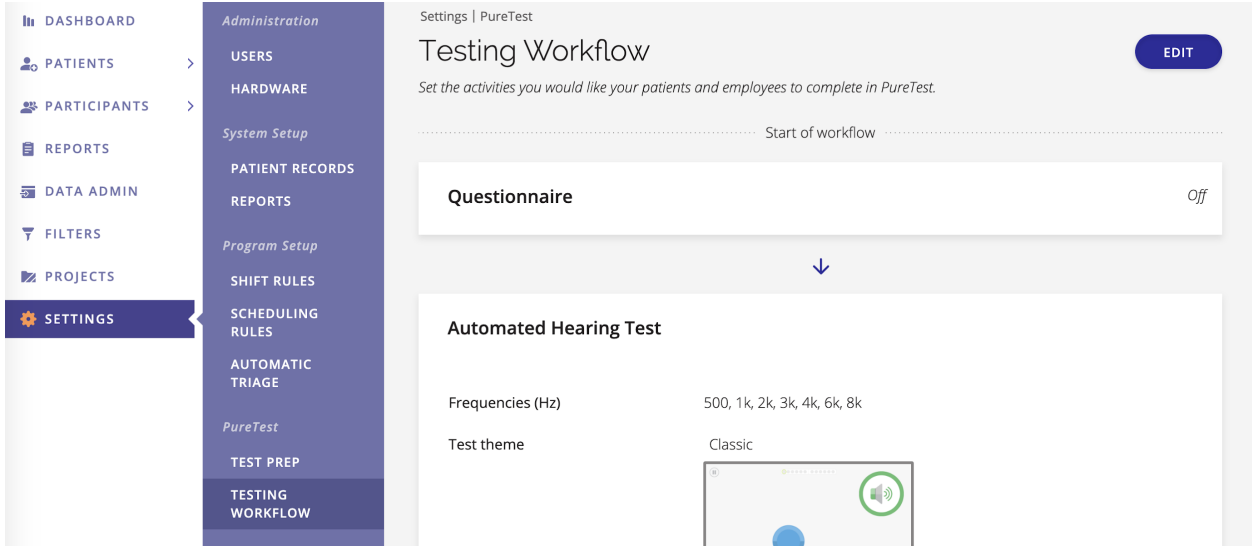 DASHBOARD
PATIENTS
PARTICIPANTS
REPORTS
DATA ADMIN
FILTERS
PROJECTS
SETTINGS
Administration
USERS
HARDWARE
System Setup
PATIENT RECORDS
REPORTS
Program Setup
SHIFT RULES
SCHEDULING
RULES
AUTOMATIC
TRIAGE
PureTest
TEST PREP
TESTING
WORKFLOW
Settings | PureTest
Testing Workflow
EDIT
Set the activities you would like your patients and employees to complete in PureTest.
Start of workflow
Questionnaire
Off
Automated Hearing Test
Frequencies (Hz)
500, 1k, 2k, 3k, 4k, 6k, 8k
Test theme
Classic